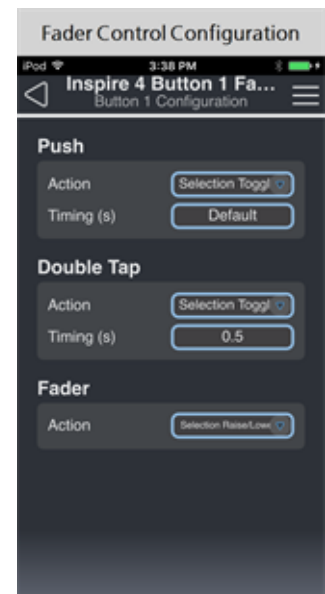 Fader Control Configuration
iPod 3:38 PM
Inspire 4 Button 1 Fa...
Button 1 Configuration
Push
Action Selection Toggl
Timing (s) Default
Double Tap
Action Selection Toggl
Timing (s) 0.5
Fader
Action Selection Raise/Lowe